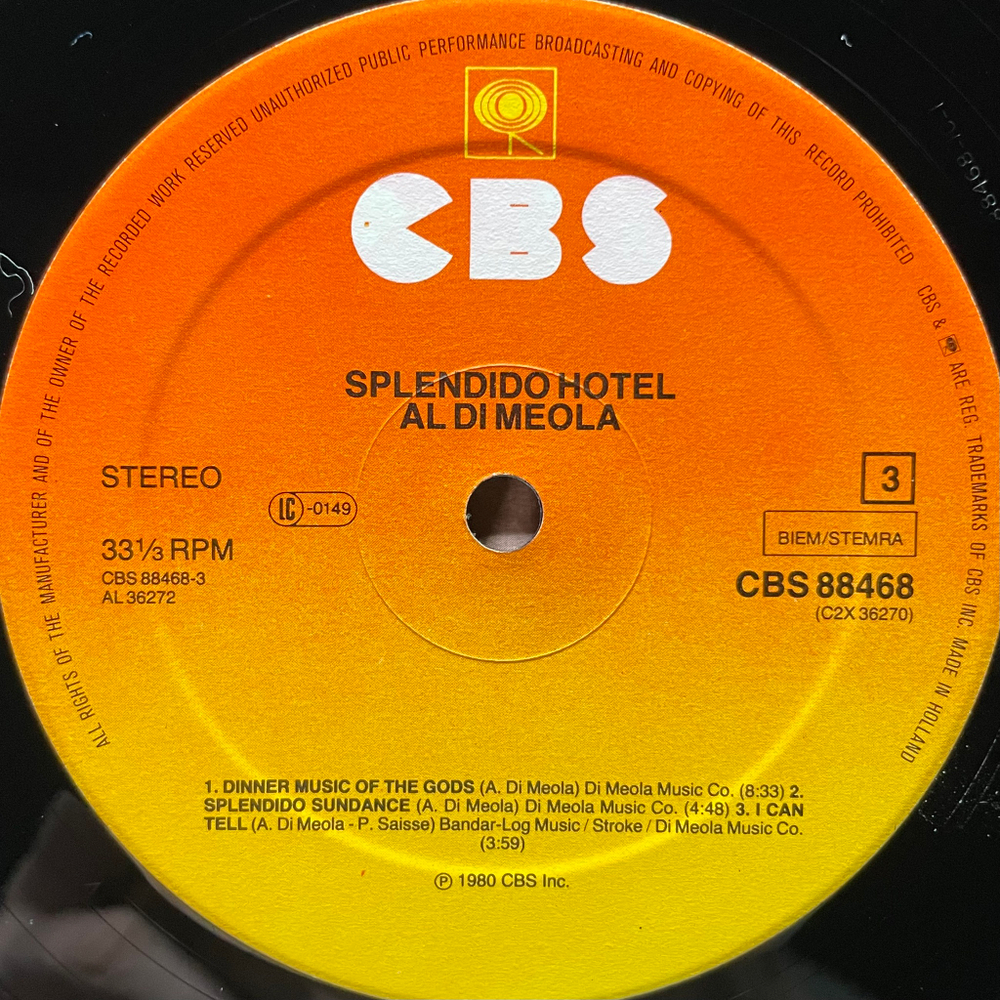 ALL RIGHTS OF THE MANUFACTURER AND OF THE OWNER OF THE RECORDED WORK RESERVED UNAUTHORIZED PUBLIC PERFORMANCE BROADCASTING AND COPYING OF THIS RECORD PROHIBITED
CBS & ARE REG. TRADEMARKS OF CBS INC. MADE IN HOLLAND
CBS
SPLENDIDO HOTEL
AL DI MEOLA
STEREO
LC -0149
33 1/3 RPM
CBS 88468-3
AL 36272
3
BIEM/STEMRA
CBS 88468
(C2X 36270)
1. DINNER MUSIC OF THE GODS (A. Di Meola) Di Meola Music Co. (8:33) 2.
SPLENDIDO SUNDANCE (A. Di Meola) Di Meola Music Co. (4:48) 3. I CAN
TELL (A. Di Meola - P. Saisse) Bandar-Log Music / Stroke / Di Meola Music Co.
(3:59)
℗ 1980 CBS Inc.